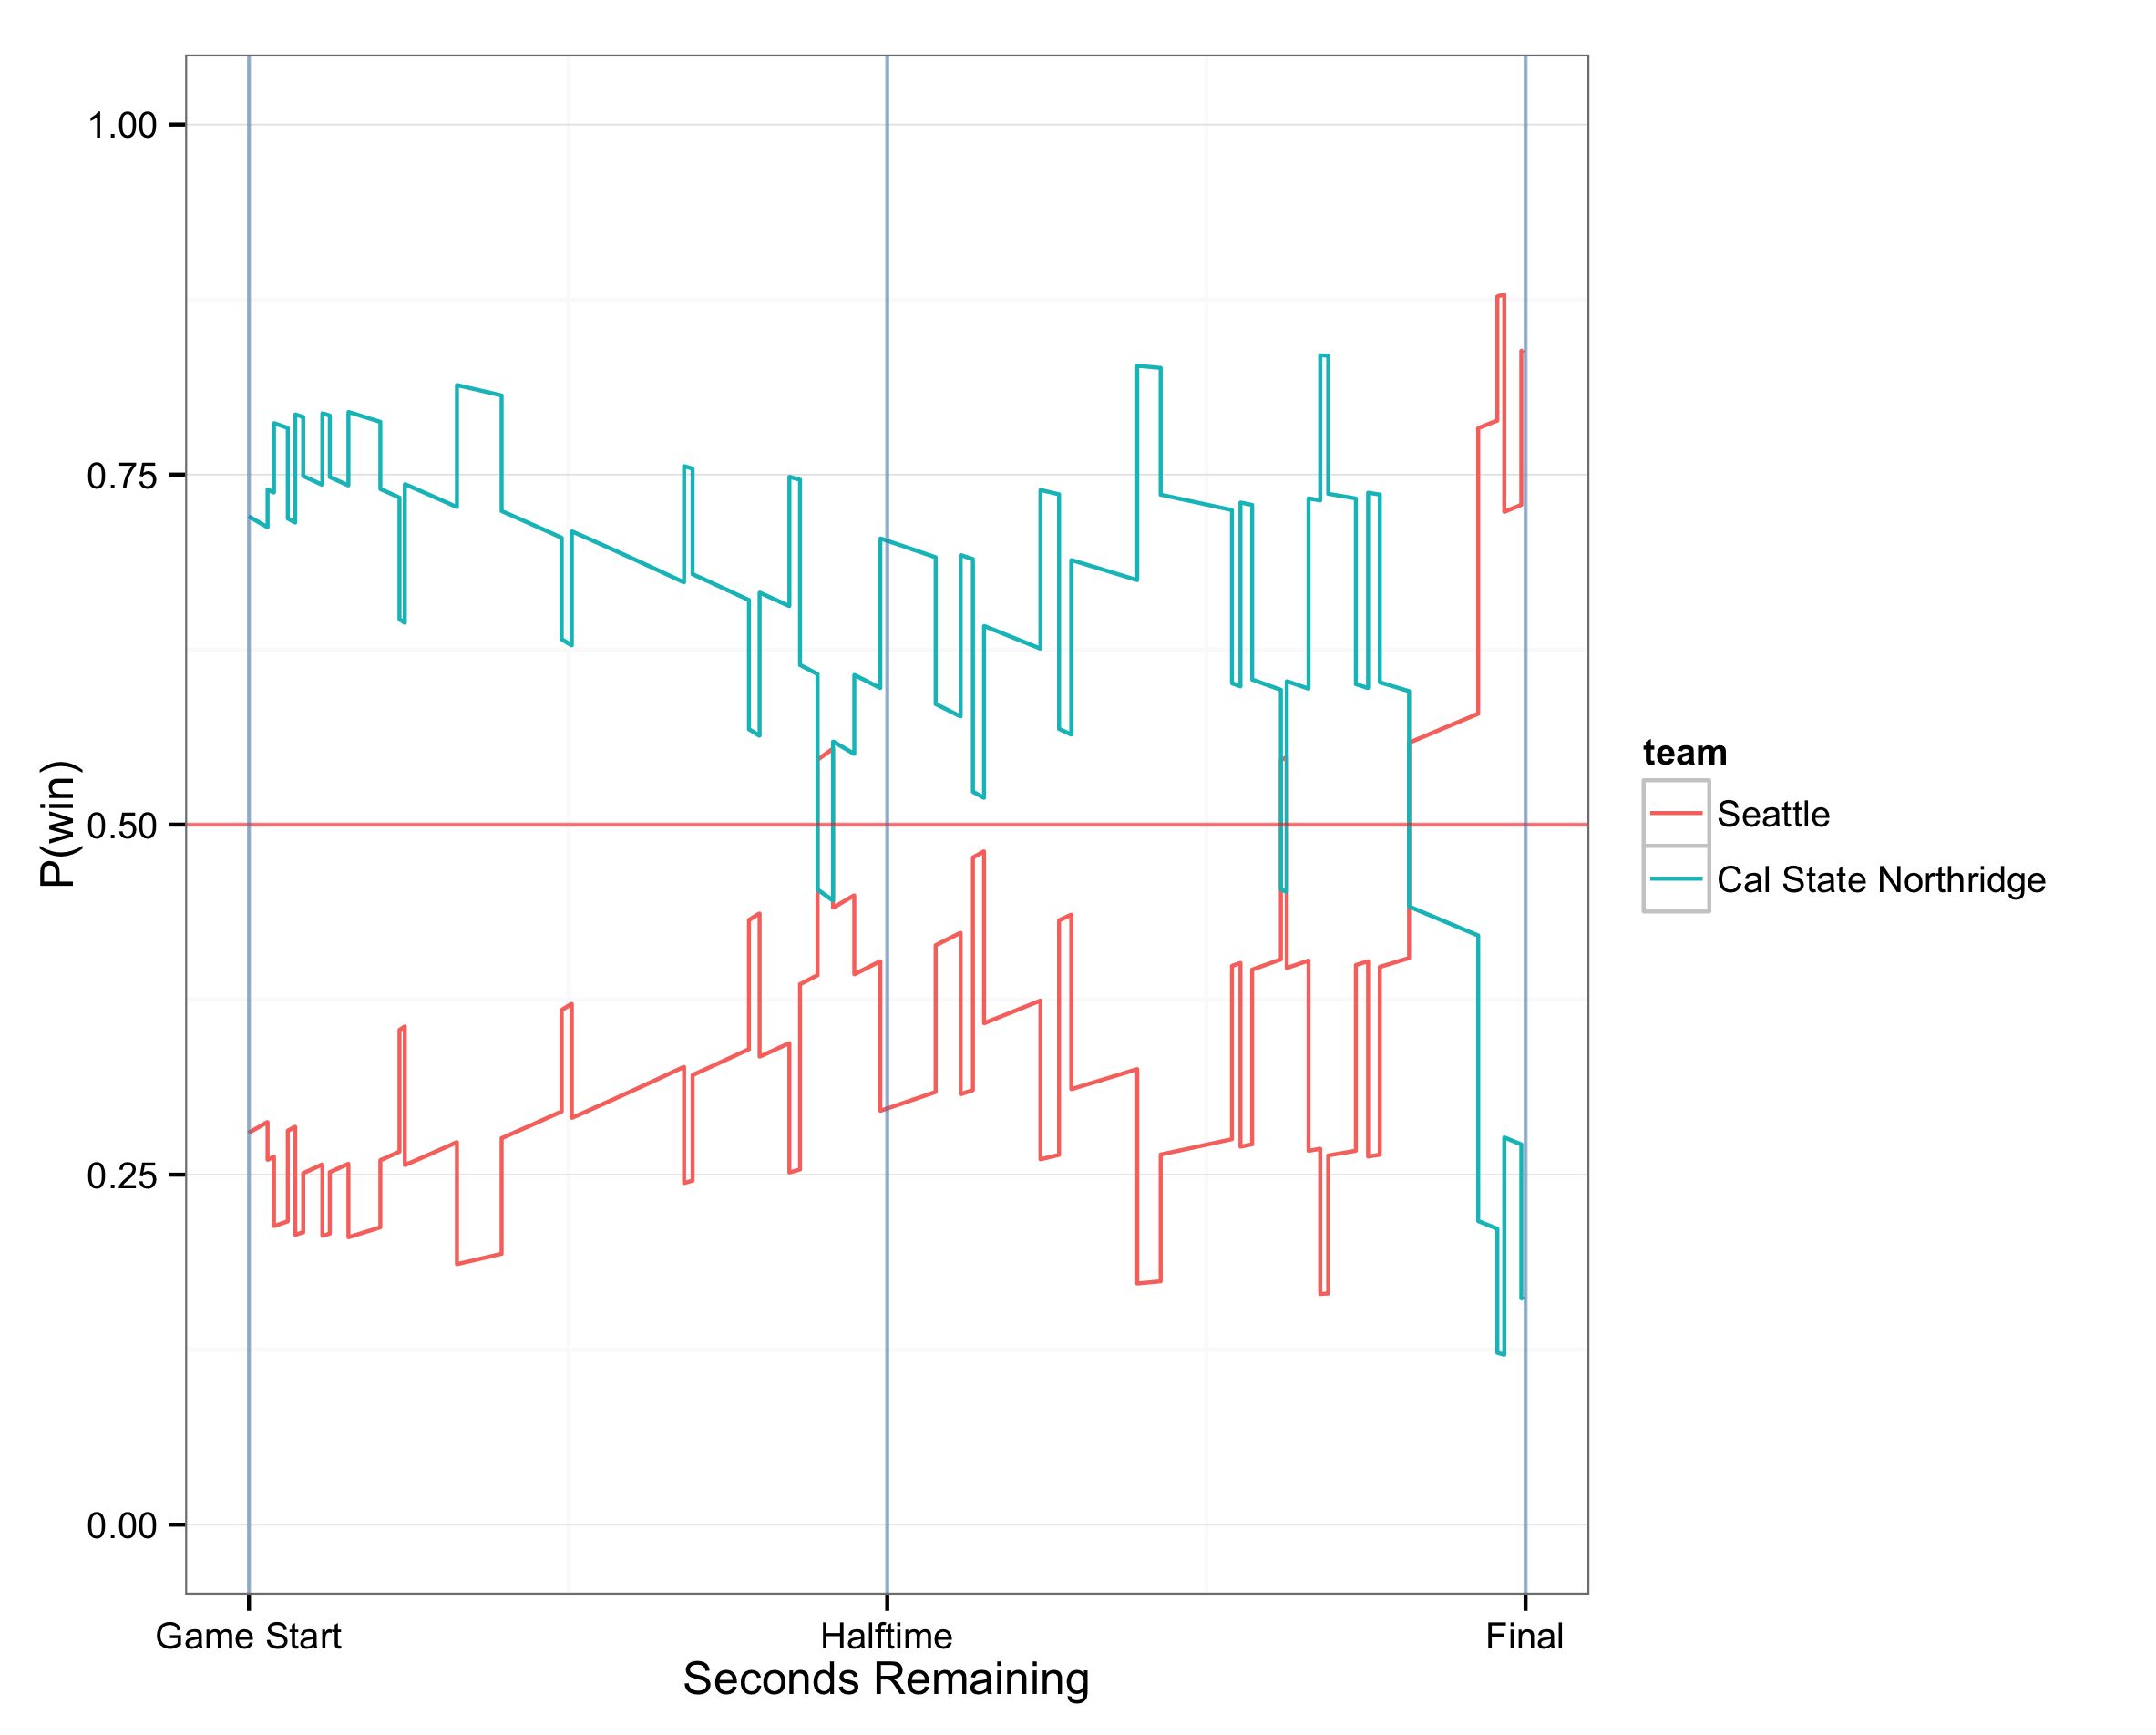 1.00
0.75
0.50
0.25
0.00
P(win)
Game Start
Halftime
Final
Seconds Remaining
team
Seattle
Cal State Northridge